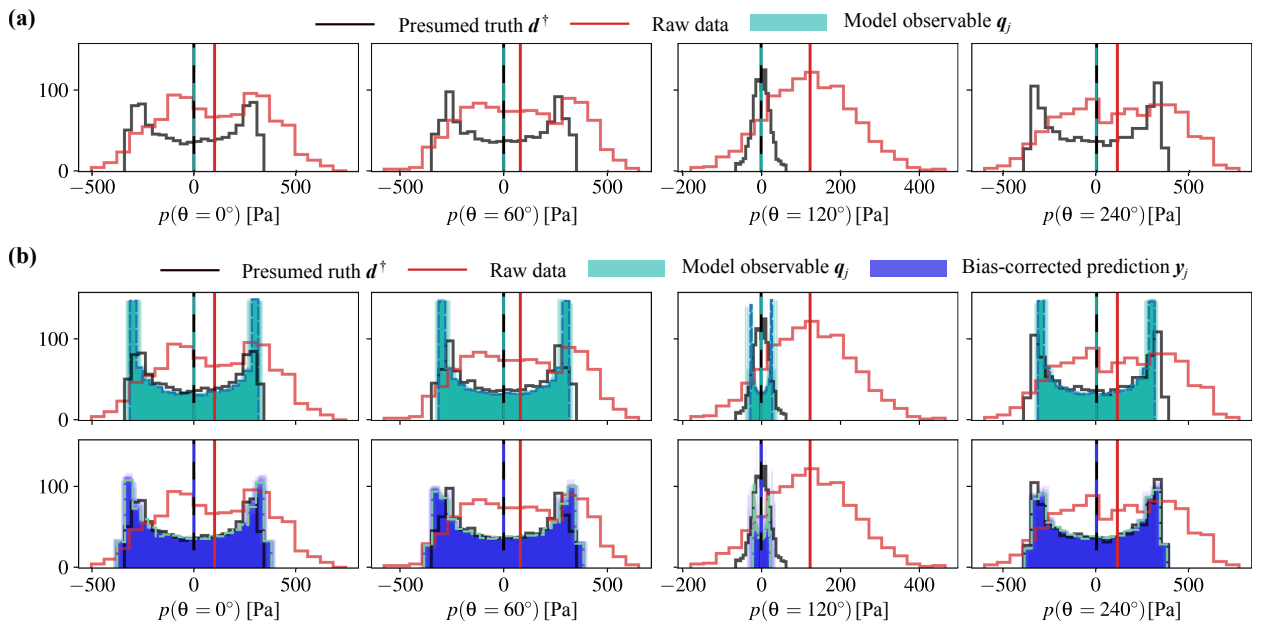 (a)
Presumed truth d† Raw data Model observable qj
100
0
−500 0 500 −500 0 500 −200 0 200 400 −500 0 500
p(θ = 0°) [Pa] p(θ = 60°) [Pa] p(θ = 120°) [Pa] p(θ = 240°) [Pa]
(b)
Presumed ruth d† Raw data Model observable qj Bias-corrected prediction yj
100
0
100
0
−500 0 500 −500 0 500 −200 0 200 400 −500 0 500
p(θ = 0°) [Pa] p(θ = 60°) [Pa] p(θ = 120°) [Pa] p(θ = 240°) [Pa]